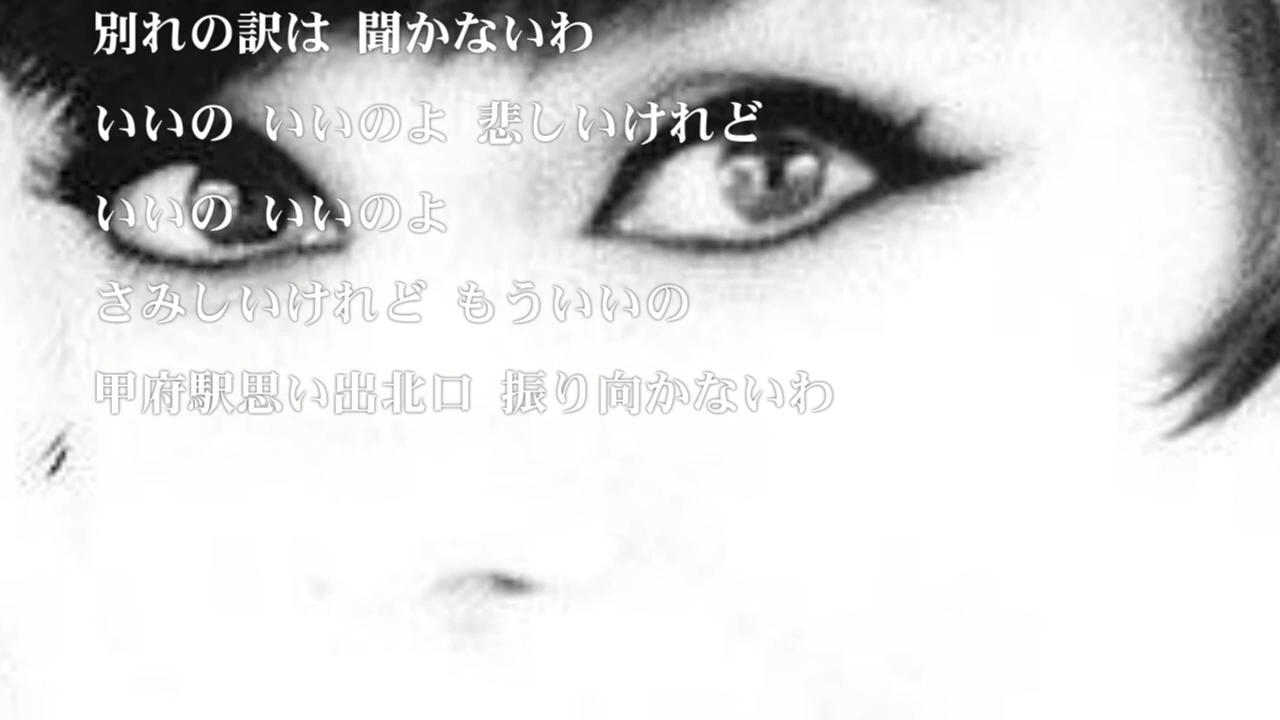 別れの訳は 聞かないわ
いいの いいのよ 悲しいけれど
いいの いいのよ
さみしいけれど もういいの
甲府駅思い出北口 振り向かないわ